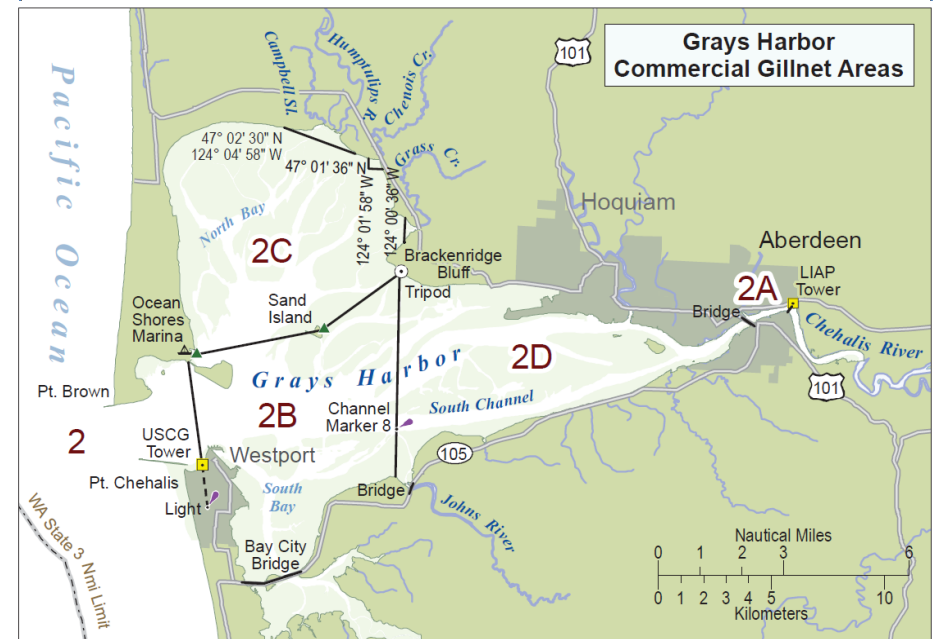 Grays Harbor
Commercial Gillnet Areas
101
Campbell Sl.
Humptulips R.
Chenois Cr.
Grass Cr.
Pacific Ocean
47° 02' 30" N
124° 04' 58" W
47° 01' 36" N
124° 01' 58" W
124° 00' 36" W
North Bay
2C
Hoquiam
Aberdeen
Brackenridge
Bluff
Tripod
2A
LIAP
Tower
Bridge
Chehalis River
Ocean
Shores
Marina
Sand
Island
2D
Grays Harbor
101
Pt. Brown
2B
Channel
Marker 8
South Channel
2
USCG
Tower
Westport
105
Pt. Chehalis
Light
South
Bay
Bridge
Johns River
WA State 3 Nmi Limit
Bay City
Bridge
Nautical Miles
0 1 2 3 6
0 1 2 3 4 5 10
Kilometers